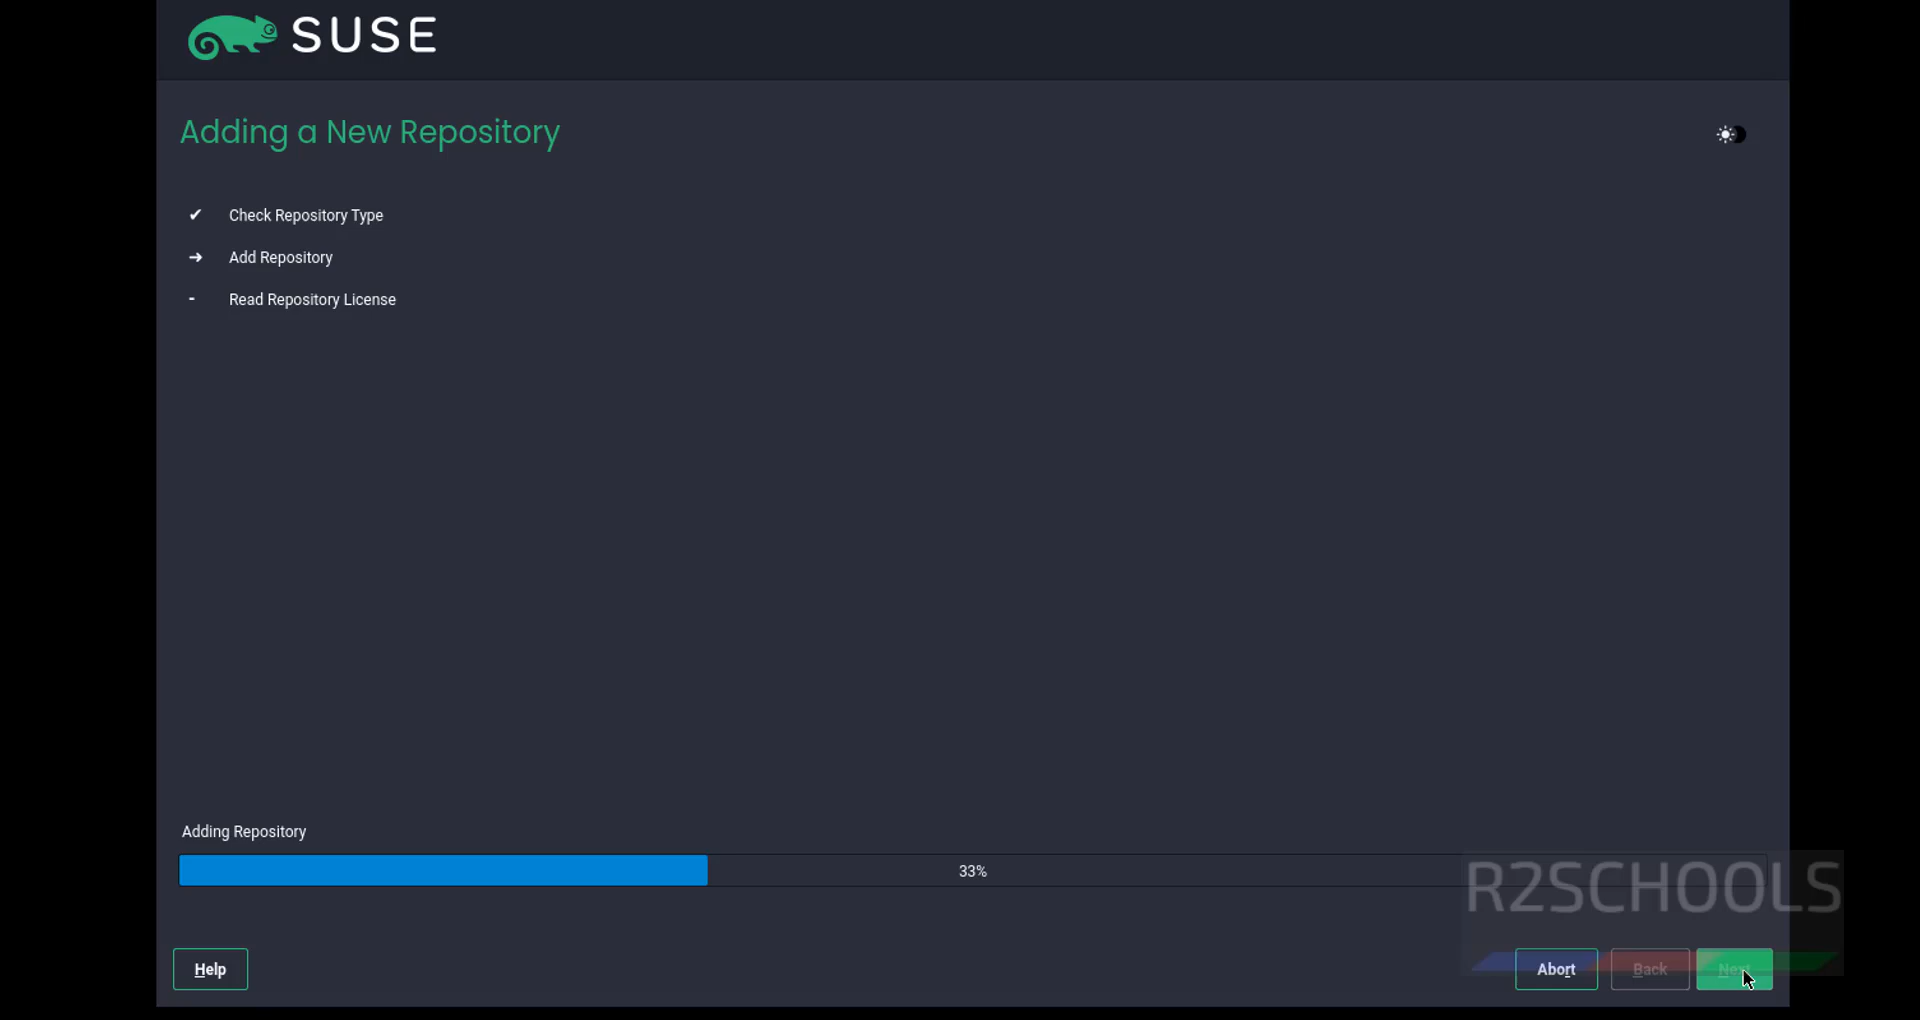 SUSE
Adding a New Repository
✔ Check Repository Type
➜ Add Repository
- Read Repository License
Adding Repository
33%
R2SCHOOLS
Help
Abort
Back
Next